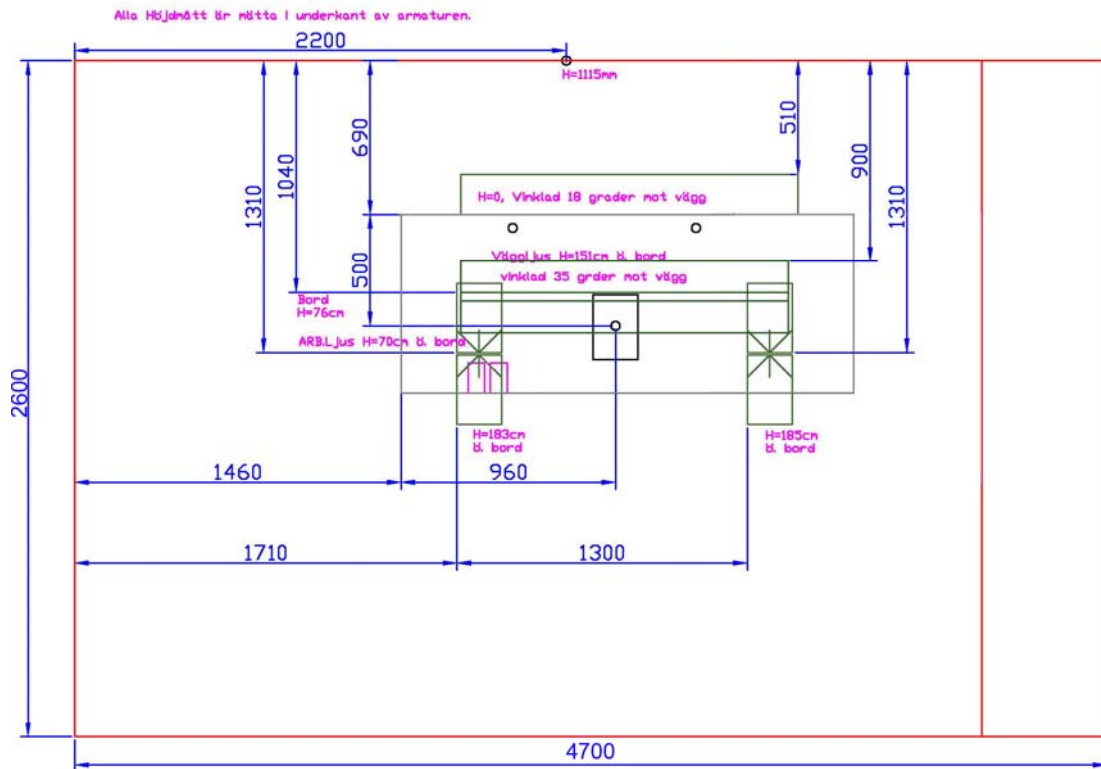 Alla Höjdmått är mätta i underkant av armaturen.
2200
H=1115mm
690
510
1040
900
1310
1310
H=0, Vinklad 18 grader mot vägg
500
Väggljus H=151cm ö. bord
vinklad 35 grder mot vägg
Bord
H=76cm
ARB.Ljus H=70cm ö. bord
2600
H=183cm
ö. bord
H=185cm
ö. bord
1460
960
1710
1300
4700